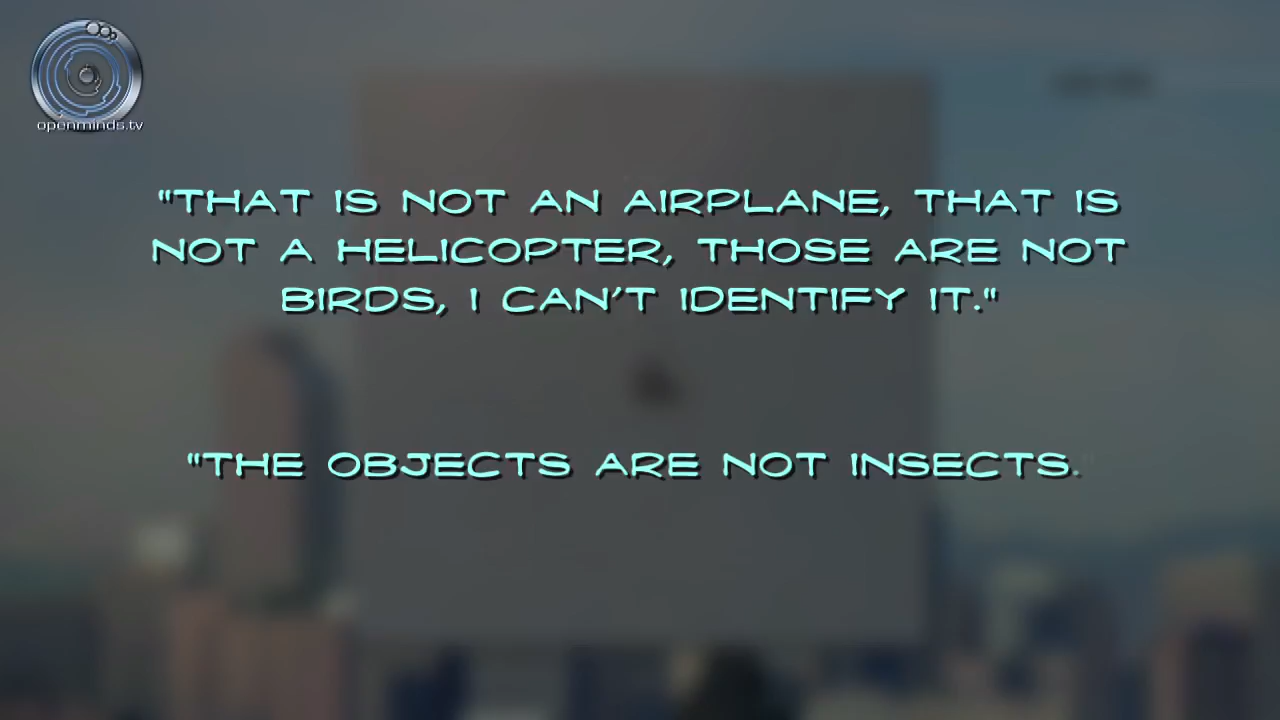 openminds.tv
"THAT IS NOT AN AIRPLANE, THAT IS
NOT A HELICOPTER, THOSE ARE NOT
BIRDS, I CAN'T IDENTIFY IT."
"THE OBJECTS ARE NOT INSECTS."